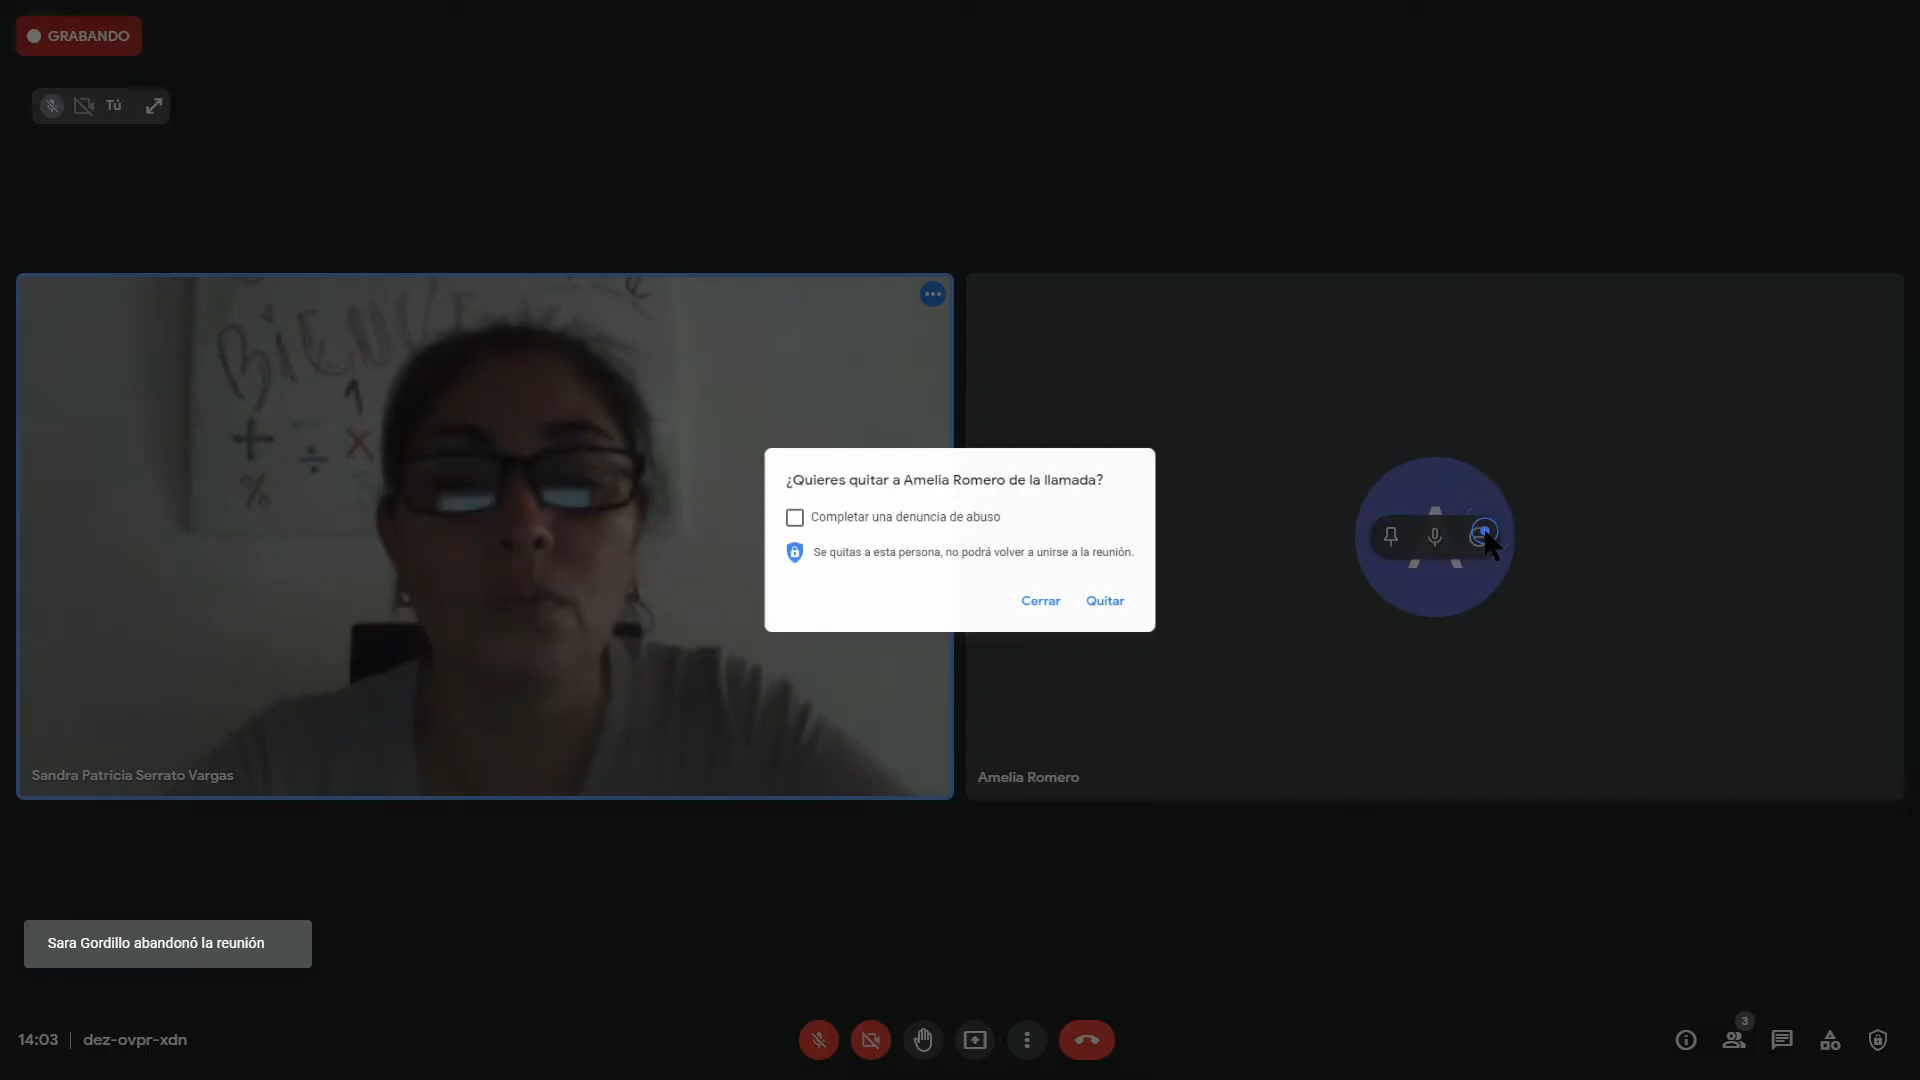 GRABANDO
Tú
+ ÷ ×
%
¿Quieres quitar a Amelia Romero de la llamada?
Completar una denuncia de abuso
Se quitas a esta persona, no podrá volver a unirse a la reunión.
Cerrar Quitar
A
Sandra Patricia Serrato Vargas
Amelia Romero
Sara Gordillo abandonó la reunión
14:03 | dez-ovpr-xdn
3